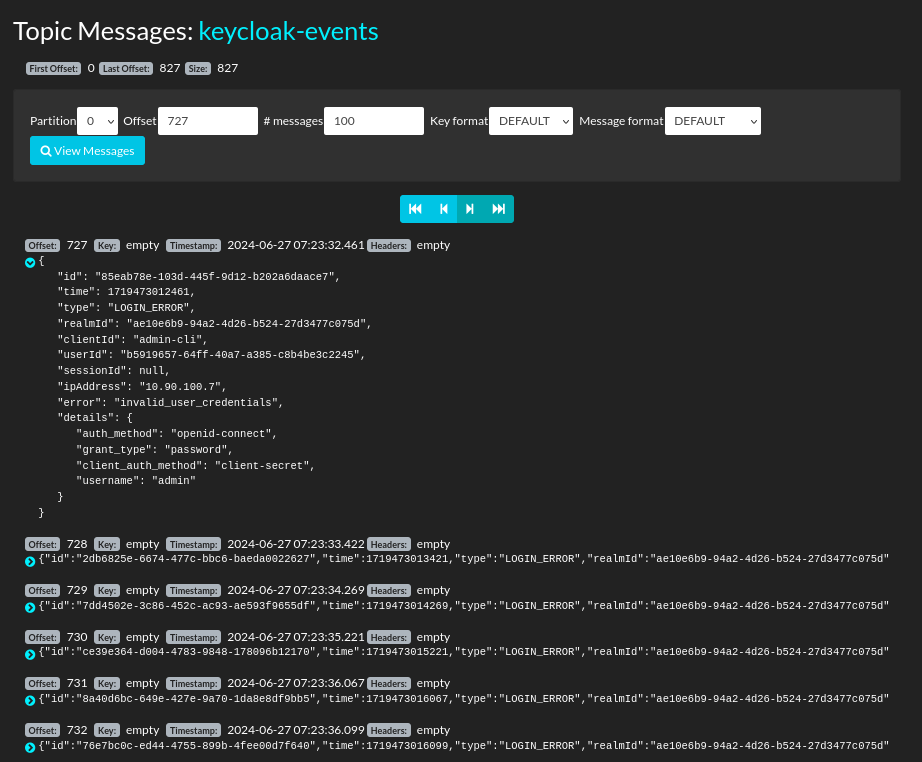 Topic Messages: keycloak-events
First Offset: 0 Last Offset: 827 Size: 827
Partition 0 Offset 727 # messages 100 Key format DEFAULT Message format DEFAULT
View Messages
Offset: 727 Key: empty Timestamp: 2024-06-27 07:23:32.461 Headers: empty
{
"id": "85eab78e-103d-445f-9d12-b202a6daace7",
"time": 1719473012461,
"type": "LOGIN_ERROR",
"realmId": "ae10e6b9-94a2-4d26-b524-27d3477c075d",
"clientId": "admin-cli",
"userId": "b5919657-64ff-40a7-a385-c8b4be3c2245",
"sessionId": null,
"ipAddress": "10.90.100.7",
"error": "invalid_user_credentials",
"details": {
"auth_method": "openid-connect",
"grant_type": "password",
"client_auth_method": "client-secret",
"username": "admin"
}
}
Offset: 728 Key: empty Timestamp: 2024-06-27 07:23:33.422 Headers: empty
{"id":"2db6825e-6674-477c-bbc6-baeda0022627","time":1719473013421,"type":"LOGIN_ERROR","realmId":"ae10e6b9-94a2-4d26-b524-27d3477c075d"
Offset: 729 Key: empty Timestamp: 2024-06-27 07:23:34.269 Headers: empty
{"id":"7dd4502e-3c86-452c-ac93-ae593f9655df","time":1719473014269,"type":"LOGIN_ERROR","realmId":"ae10e6b9-94a2-4d26-b524-27d3477c075d"
Offset: 730 Key: empty Timestamp: 2024-06-27 07:23:35.221 Headers: empty
{"id":"ce39e364-d004-4783-9848-178096b12170","time":1719473015221,"type":"LOGIN_ERROR","realmId":"ae10e6b9-94a2-4d26-b524-27d3477c075d"
Offset: 731 Key: empty Timestamp: 2024-06-27 07:23:36.067 Headers: empty
{"id":"8a40d6bc-649e-427e-9a70-1da8e8df9bb5","time":1719473016067,"type":"LOGIN_ERROR","realmId":"ae10e6b9-94a2-4d26-b524-27d3477c075d"
Offset: 732 Key: empty Timestamp: 2024-06-27 07:23:36.099 Headers: empty
{"id":"76e7bc0c-ed44-4755-899b-4fee00d7f640","time":1719473016099,"type":"LOGIN_ERROR","realmId":"ae10e6b9-94a2-4d26-b524-27d3477c075d"